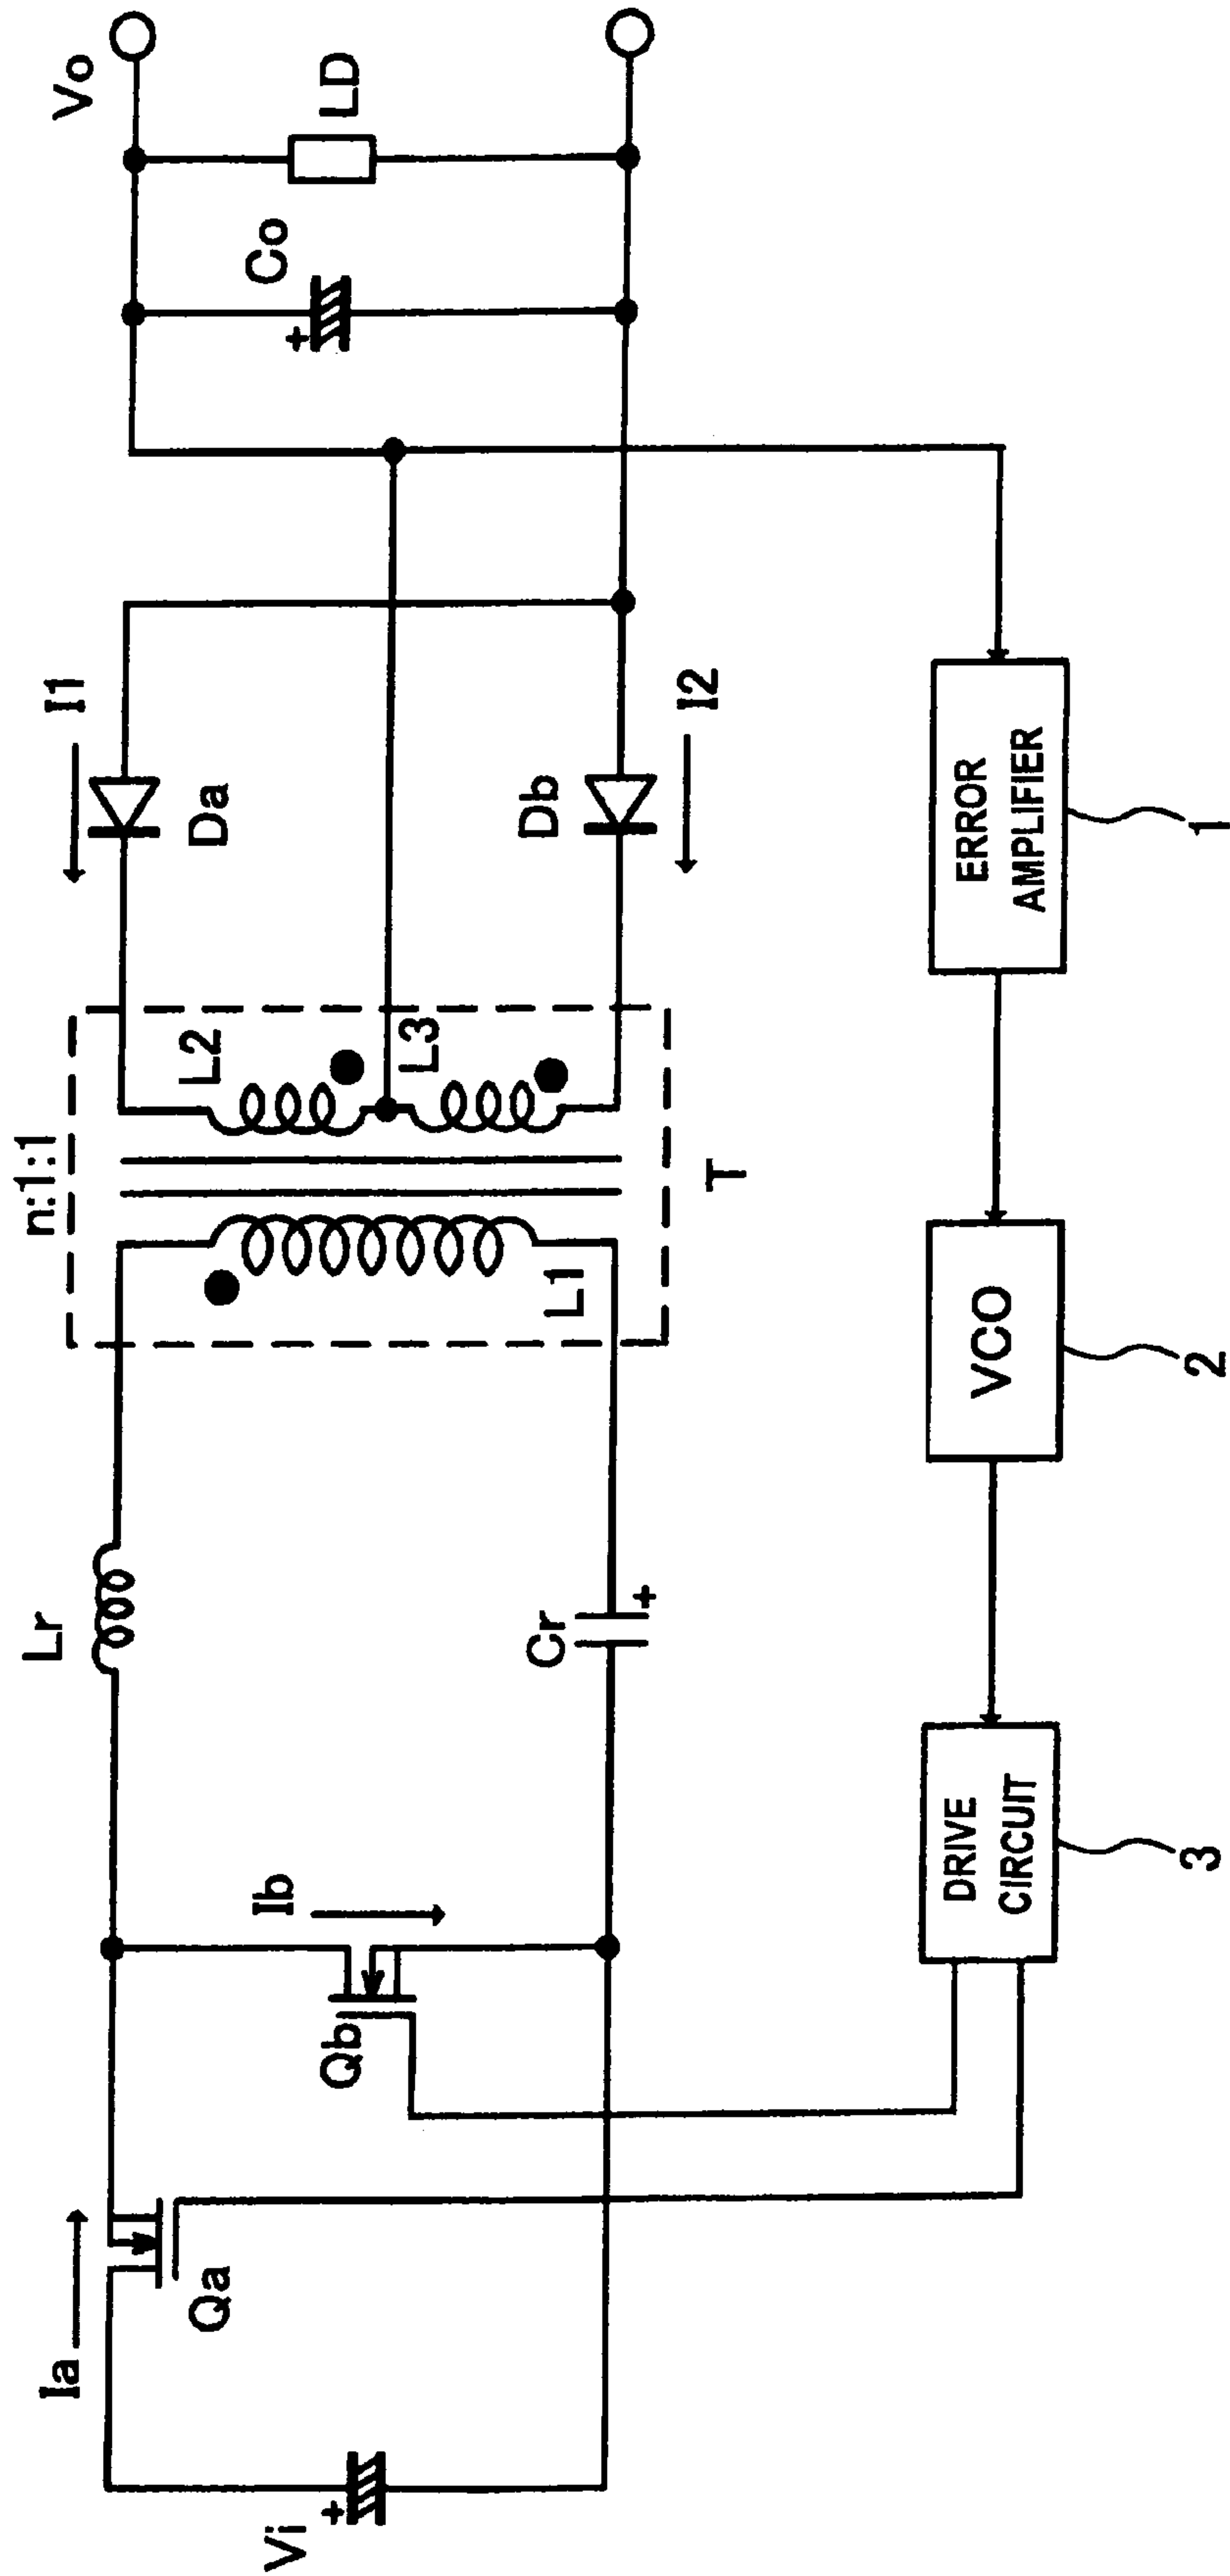 Vi
Ia
Qa
Qb
Ib
Lr
Cr
n:1:1
L1
L2
L3
T
Da
Db
I1
I2
Co
LD
Vo
DRIVE
CIRCUIT
3
VCO
2
ERROR
AMPLIFIER
1